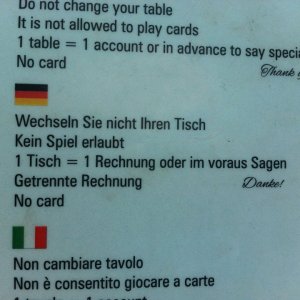 Do not change your table
It is not allowed to play cards
1 table = 1 account or in advance to say
No card
Thank
Wechseln Sie nicht Ihren Tisch
Kein Spiel erlaubt
1 Tisch = 1 Rechnung oder im voraus Sagen
Getrennte Rechnung
Danke!
No card
Non cambiare tavolo
Non è consentito giocare a carte